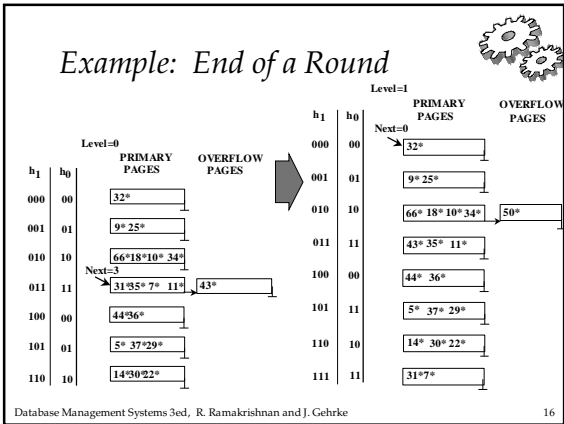 Example: End of a Round
Level=0
h1 h0 PRIMARY PAGES OVERFLOW PAGES
000 00 32*
001 01 9* 25*
010 10 66*18*10* 34*
Next=3
011 11 31*35* 7* 11* 43*
100 00 44*36*
101 01 5* 37*29*
110 10 14*30*22*
Level=1
h1 h0 PRIMARY PAGES OVERFLOW PAGES
Next=0
000 00 32*
001 01 9* 25*
010 10 66* 18* 10* 34* 50*
011 11 43* 35* 11*
100 00 44* 36*
101 11 5* 37* 29*
110 10 14* 30* 22*
111 11 31*7*
Database Management Systems 3ed, R. Ramakrishnan and J. Gehrke 16